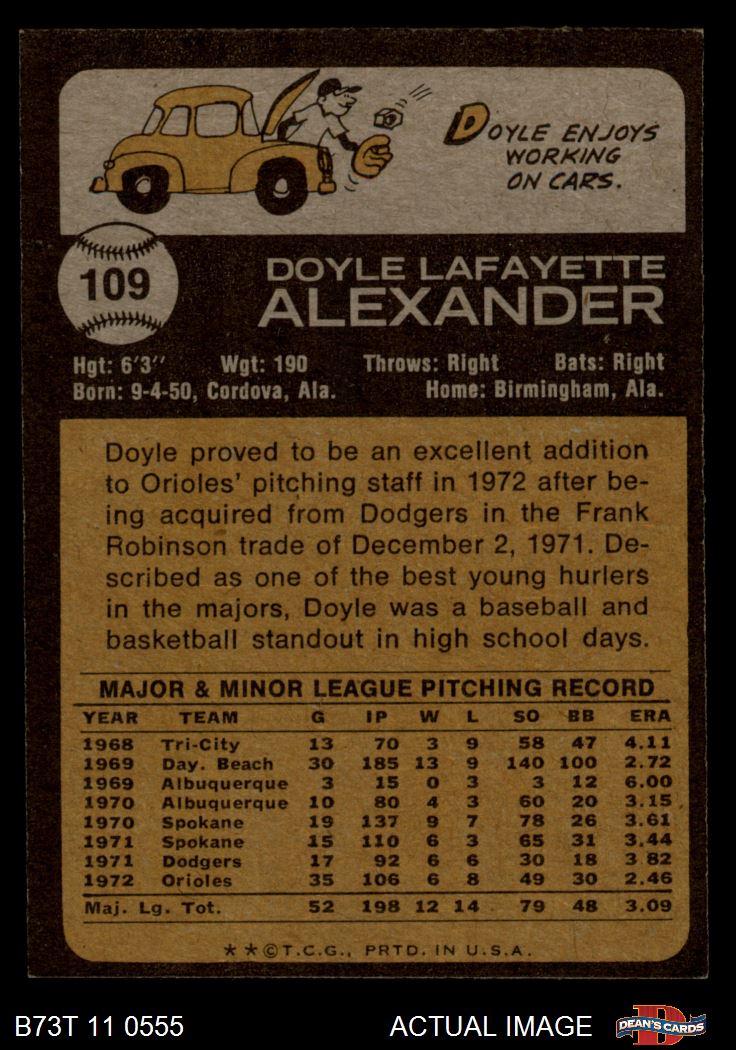 DOYLE ENJOYS
WORKING
ON CARS.
109
DOYLE LAFAYETTE
ALEXANDER
Hgt: 6'3'' Wgt: 190 Throws: Right Bats: Right
Born: 9-4-50, Cordova, Ala. Home: Birmingham, Ala.
Doyle proved to be an excellent addition
to Orioles' pitching staff in 1972 after be-
ing acquired from Dodgers in the Frank
Robinson trade of December 2, 1971. De-
scribed as one of the best young hurlers
in the majors, Doyle was a baseball and
basketball standout in high school days.
MAJOR & MINOR LEAGUE PITCHING RECORD
YEAR TEAM G IP W L SO BB ERA
1968 Tri-City 13 70 3 9 58 47 4.11
1969 Day. Beach 30 185 13 9 140 100 2.72
1969 Albuquerque 3 15 0 3 3 12 6.00
1970 Albuquerque 10 80 4 3 60 20 3.15
1970 Spokane 19 137 9 7 78 26 3.61
1971 Spokane 15 110 6 3 65 31 3.44
1971 Dodgers 17 92 6 6 30 18 3 82
1972 Orioles 35 106 6 8 49 30 2.46
Maj. Lg. Tot. 52 198 12 14 79 48 3.09
**©T.C.G., PRTD. IN U.S.A.
B73T 11 0555 ACTUAL IMAGE D DEAN'S CARDS